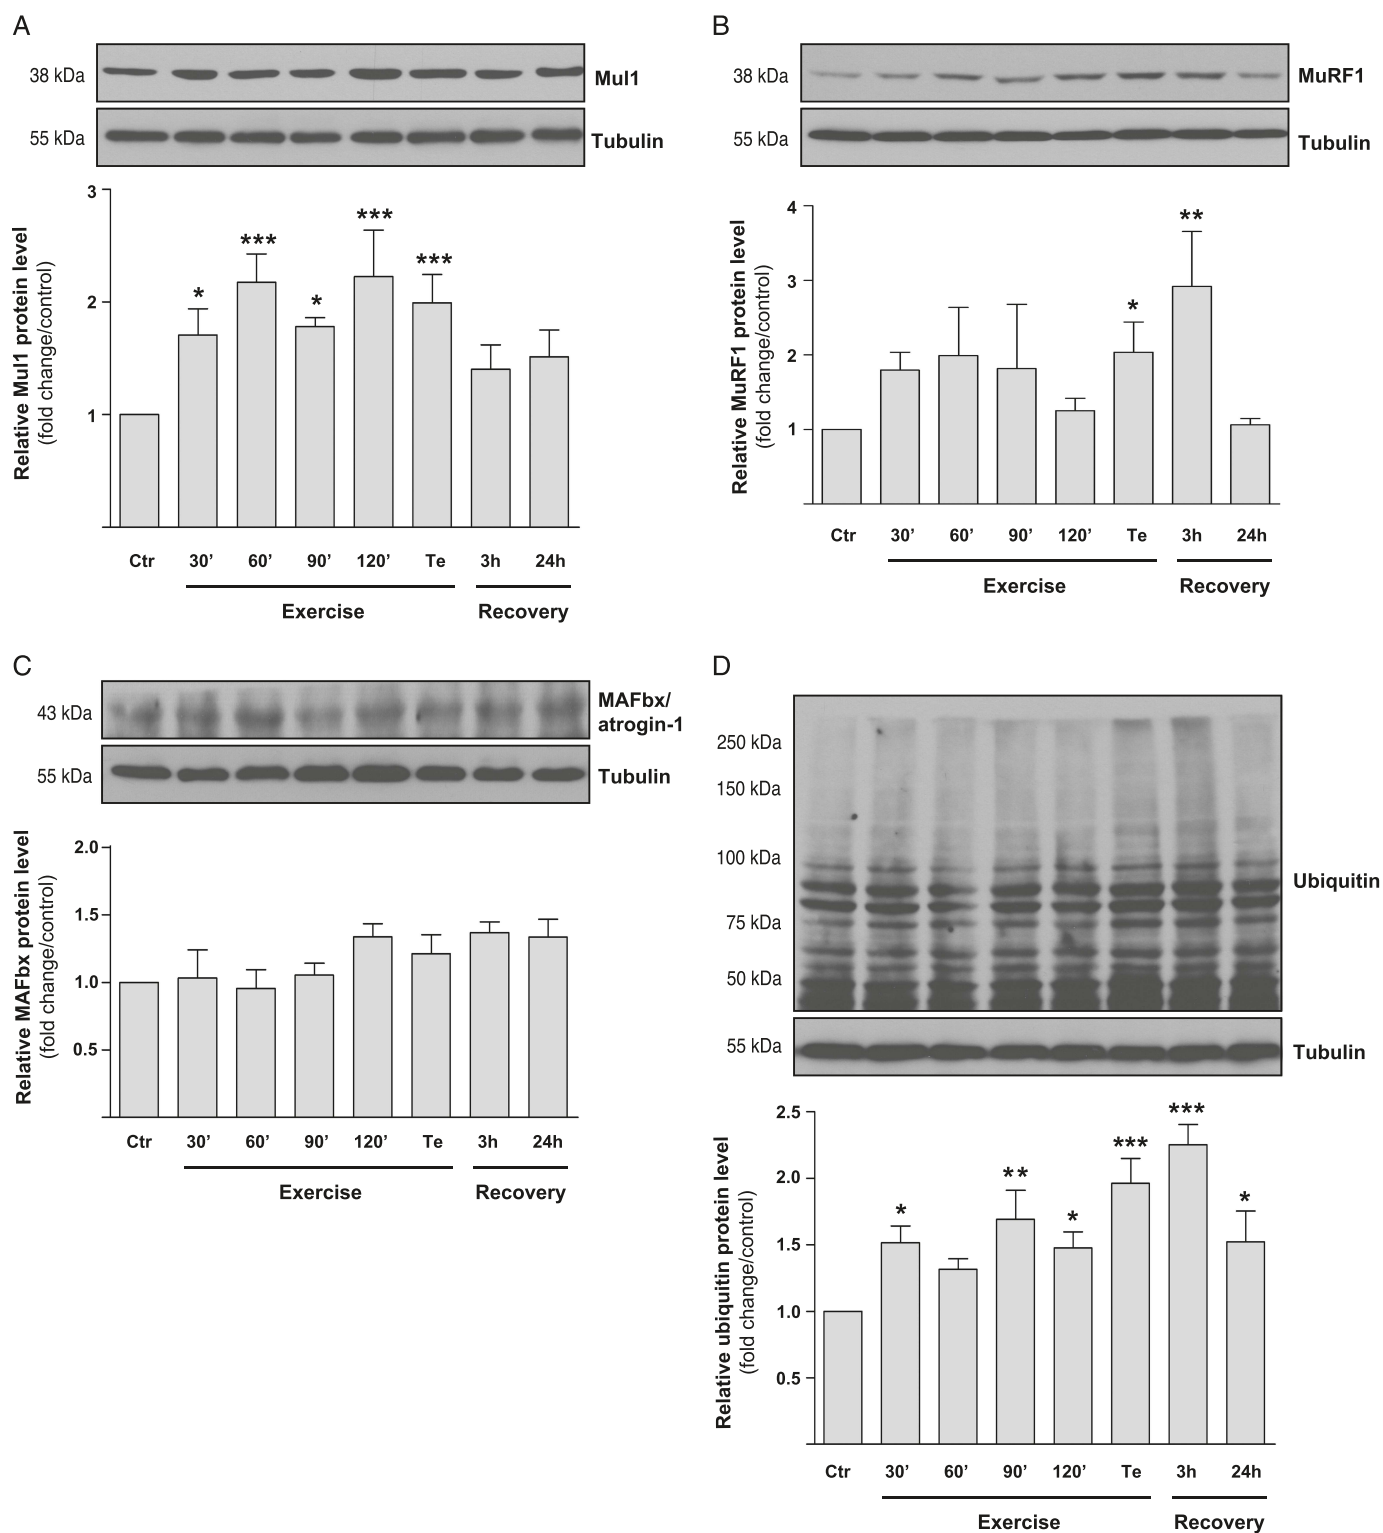 A
38 kDa
Mul1
55 kDa
Tubulin
Relative Mul1 protein level
(fold change/control)
3
2
1
*
***
*
***
***
Ctr 30’ 60’ 90’ 120’ Te 3h 24h
Exercise Recovery
B
38 kDa
MuRF1
55 kDa
Tubulin
Relative MuRF1 protein level
(fold change/control)
4
3
2
1
*
**
Ctr 30’ 60’ 90’ 120’ Te 3h 24h
Exercise Recovery
C
43 kDa
MAFbx/
atrogin-1
55 kDa
Tubulin
Relative MAFbx protein level
(fold change/control)
2.0
1.5
1.0
0.5
Ctr 30’ 60’ 90’ 120’ Te 3h 24h
Exercise Recovery
D
250 kDa
150 kDa
100 kDa
75 kDa
50 kDa
Ubiquitin
55 kDa
Tubulin
Relative ubiquitin protein level
(fold change/control)
2.5
2.0
1.5
1.0
0.5
*
**
*
***
***
*
Ctr 30’ 60’ 90’ 120’ Te 3h 24h
Exercise Recovery